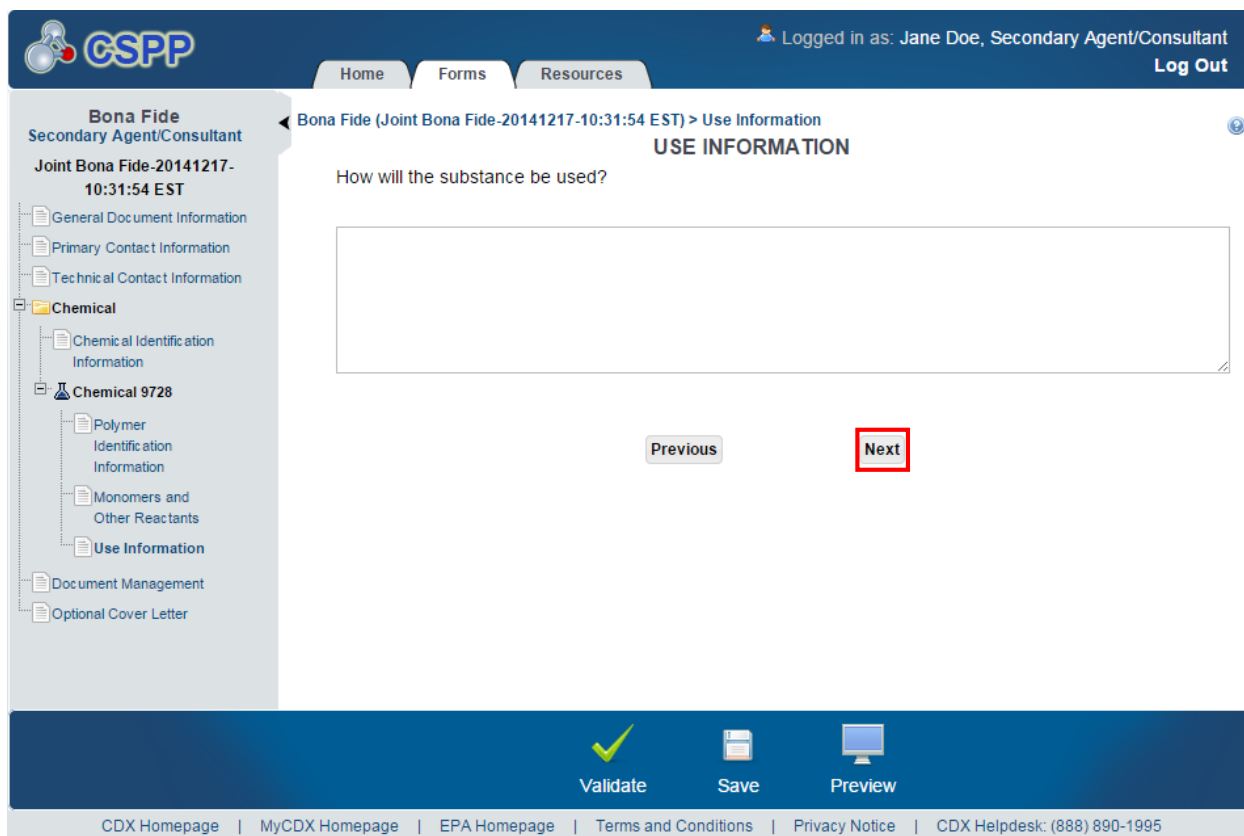 CSPP
Logged in as: Jane Doe, Secondary Agent/Consultant
Log Out
Home
Forms
Resources
Bona Fide
Secondary Agent/Consultant
Joint Bona Fide-20141217-
10:31:54 EST
General Document Information
Primary Contact Information
Technical Contact Information
Chemical
Chemical Identification
Information
Chemical 9728
Polymer
Identification
Information
Monomers and
Other Reactants
Use Information
Document Management
Optional Cover Letter
Bona Fide (Joint Bona Fide-20141217-10:31:54 EST) > Use Information
USE INFORMATION
How will the substance be used?
Previous
Next
Validate
Save
Preview
CDX Homepage | MyCDX Homepage | EPA Homepage | Terms and Conditions | Privacy Notice | CDX Helpdesk: (888) 890-1995